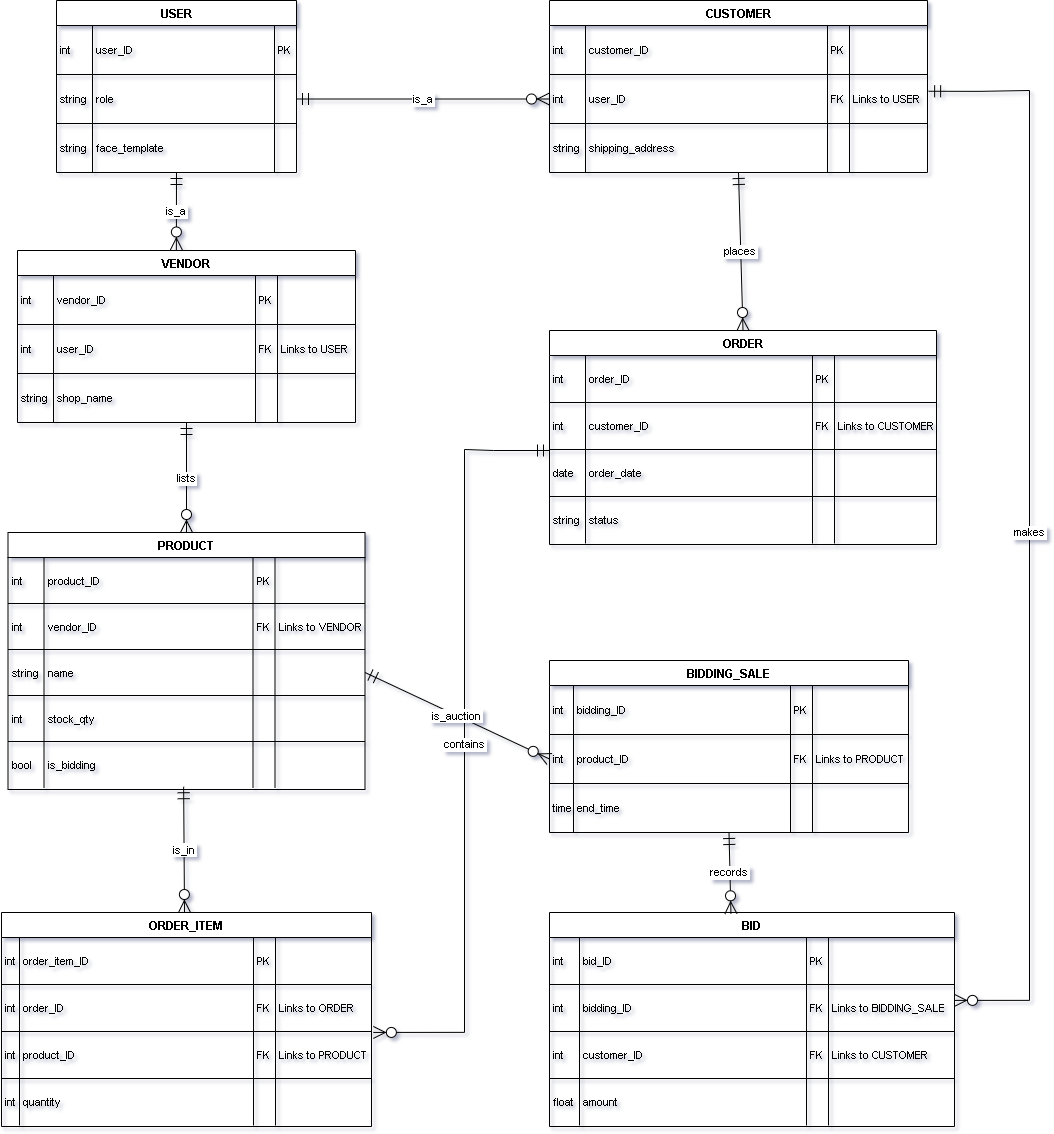 USER
int user_ID PK
string role
string face_template
is_a
CUSTOMER
int customer_ID PK
int user_ID FK Links to USER
string shipping_address
is_a
VENDOR
int vendor_ID PK
int user_ID FK Links to USER
string shop_name
places
ORDER
int order_ID PK
int customer_ID FK Links to CUSTOMER
date order_date
string status
lists
makes
PRODUCT
int product_ID PK
int vendor_ID FK Links to VENDOR
string name
int stock_qty
bool is_bidding
is_auction
contains
BIDDING_SALE
int bidding_ID PK
int product_ID FK Links to PRODUCT
time end_time
is_in
records
ORDER_ITEM
int order_item_ID PK
int order_ID FK Links to ORDER
int product_ID FK Links to PRODUCT
int quantity
BID
int bid_ID PK
int bidding_ID FK Links to BIDDING_SALE
int customer_ID FK Links to CUSTOMER
float amount